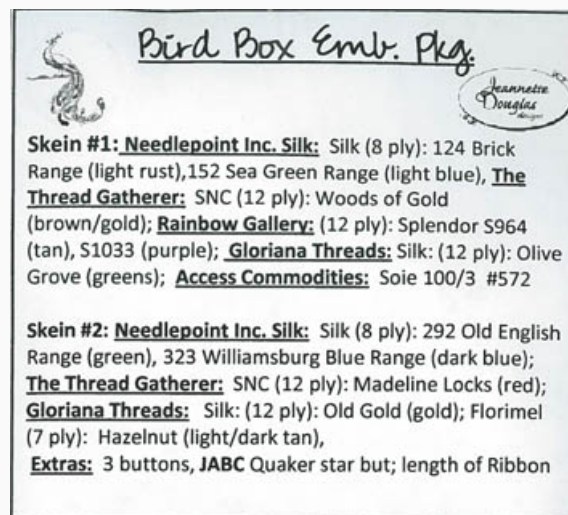 Bird Box Emb. Pkg.
Jeannette
Douglas
designs
Skein #1: Needlepoint Inc. Silk: Silk (8 ply): 124 Brick
Range (light rust),152 Sea Green Range (light blue), The
Thread Gatherer: SNC (12 ply): Woods of Gold
(brown/gold); Rainbow Gallery: (12 ply): Splendor S964
(tan), S1033 (purple); Gloriana Threads: Silk: (12 ply): Olive
Grove (greens); Access Commodities: Soie 100/3 #572
Skein #2: Needlepoint Inc. Silk: Silk (8 ply): 292 Old English
Range (green), 323 Williamsburg Blue Range (dark blue);
The Thread Gatherer: SNC (12 ply): Madeline Locks (red);
Gloriana Threads: Silk: (12 ply): Old Gold (gold); Florimel
(7 ply): Hazelnut (light/dark tan),
Extras: 3 buttons, JABC Quaker star but; length of Ribbon